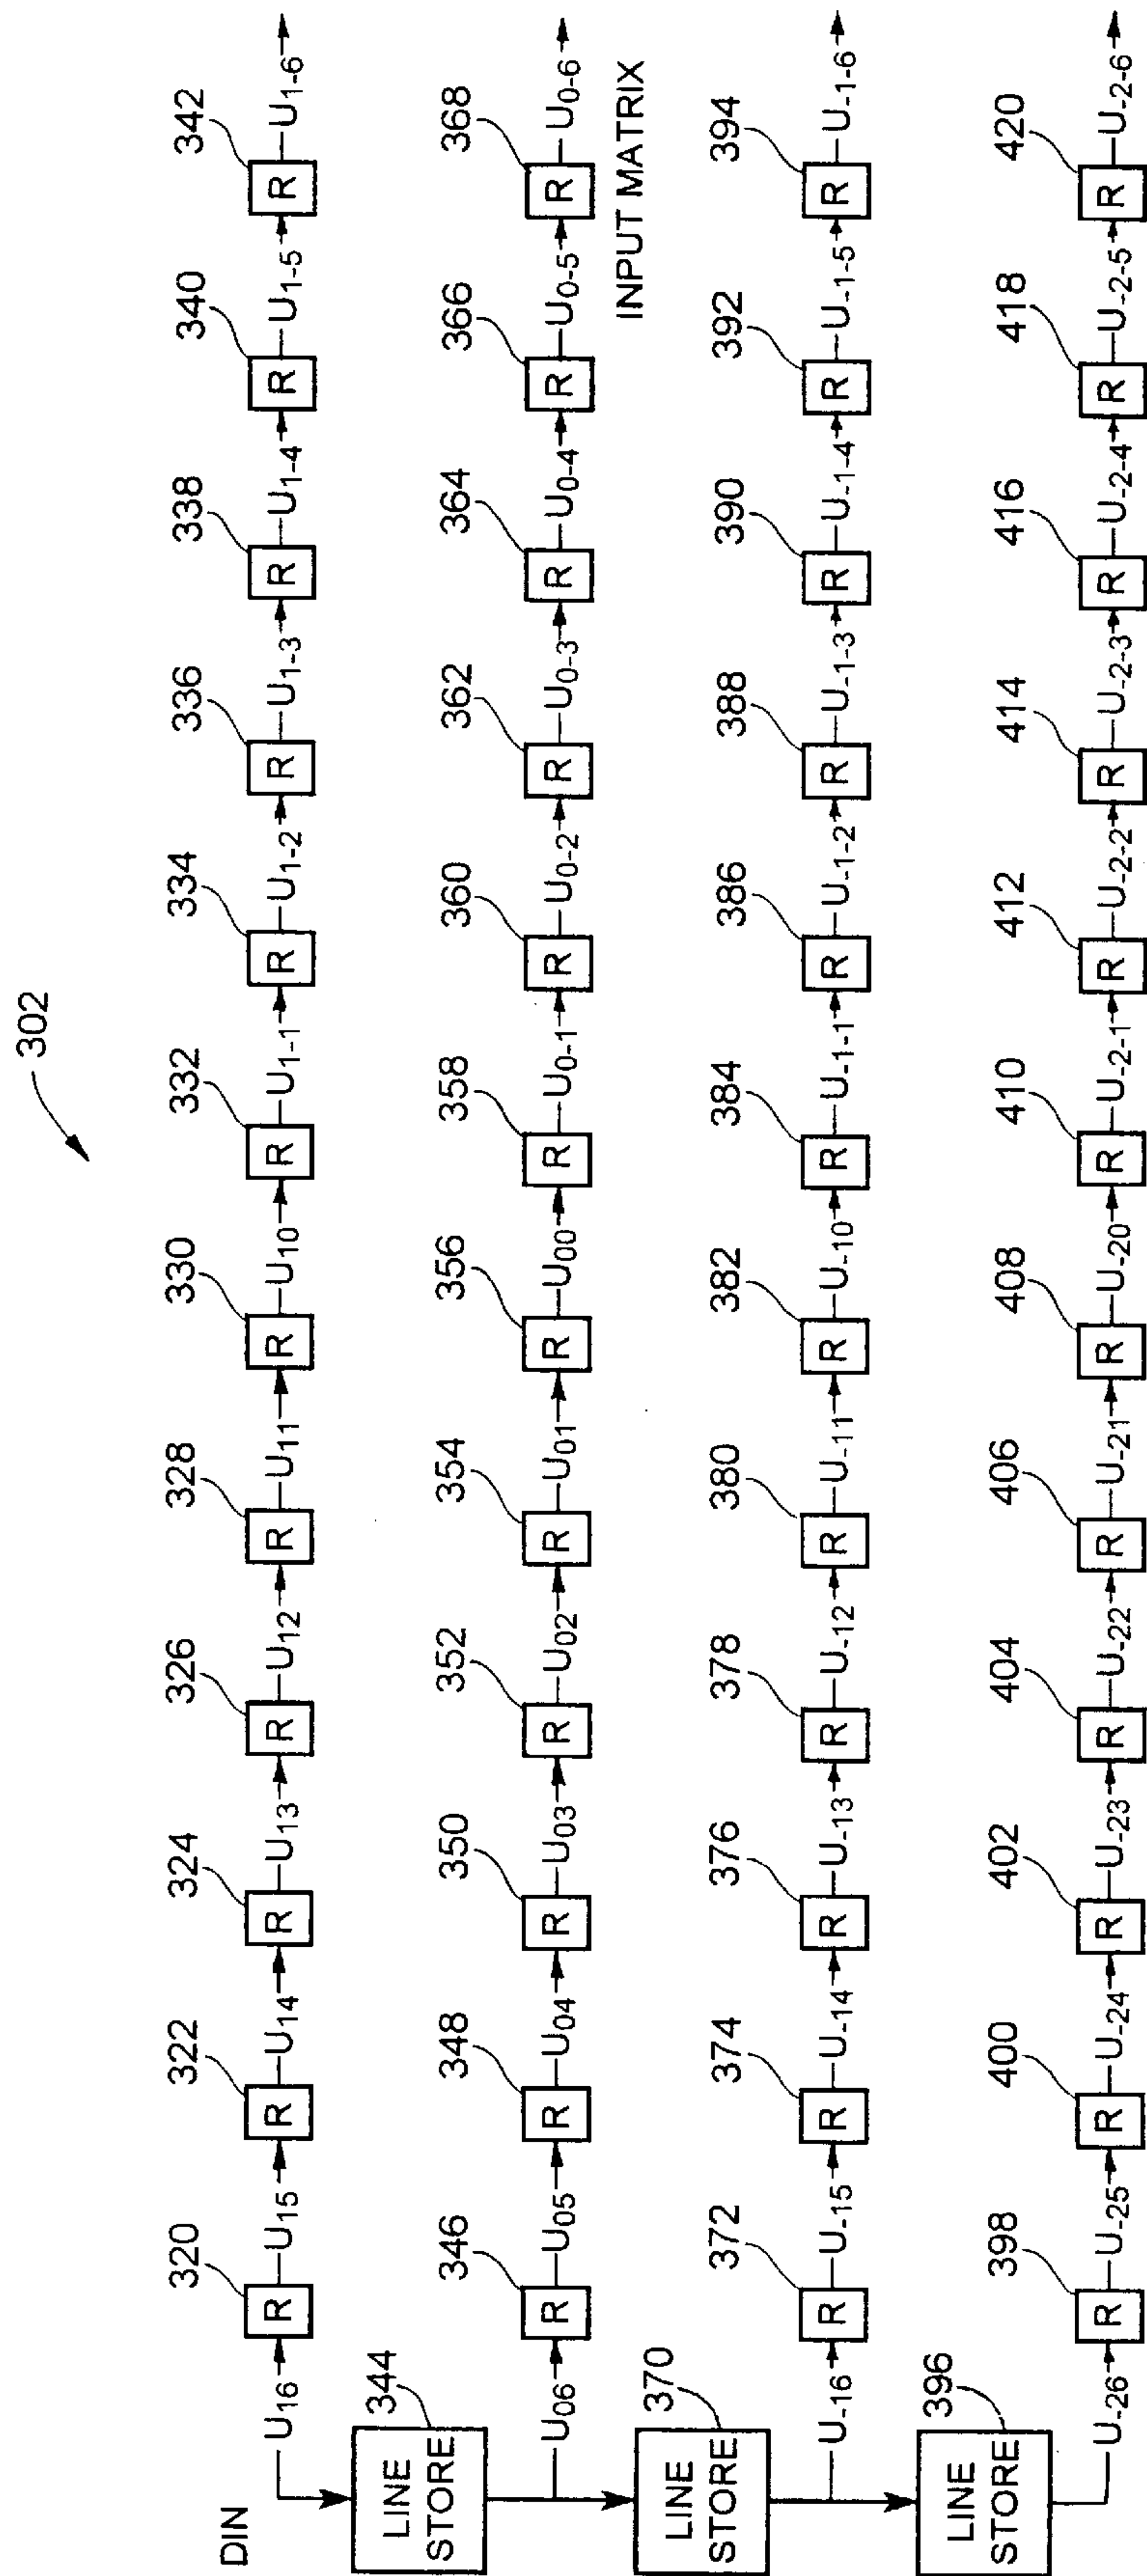 302
320 322 324 326 328 330 332 334 336 338 340 342
DIN U16 R U15 R U14 R U13 R U12 R U11 R U10 R U1-1 R U1-2 R U1-3 R U1-4 R U1-5 R U1-6
344
LINE
STORE
346 348 350 352 354 356 358 360 362 364 366 368
U06 R U05 R U04 R U03 R U02 R U01 R U00 R U0-1 R U0-2 R U0-3 R U0-4 R U0-5 R U0-6
INPUT MATRIX
370
LINE
STORE
372 374 376 378 380 382 384 386 388 390 392 394
U-16 R U-15 R U-14 R U-13 R U-12 R U-11 R U-10 R U-1-1 R U-1-2 R U-1-3 R U-1-4 R U-1-5 R U-1-6
396
LINE
STORE
398 400 402 404 406 408 410 412 414 416 418 420
U-26 R U-25 R U-24 R U-23 R U-22 R U-21 R U-20 R U-2-1 R U-2-2 R U-2-3 R U-2-4 R U-2-5 R U-2-6